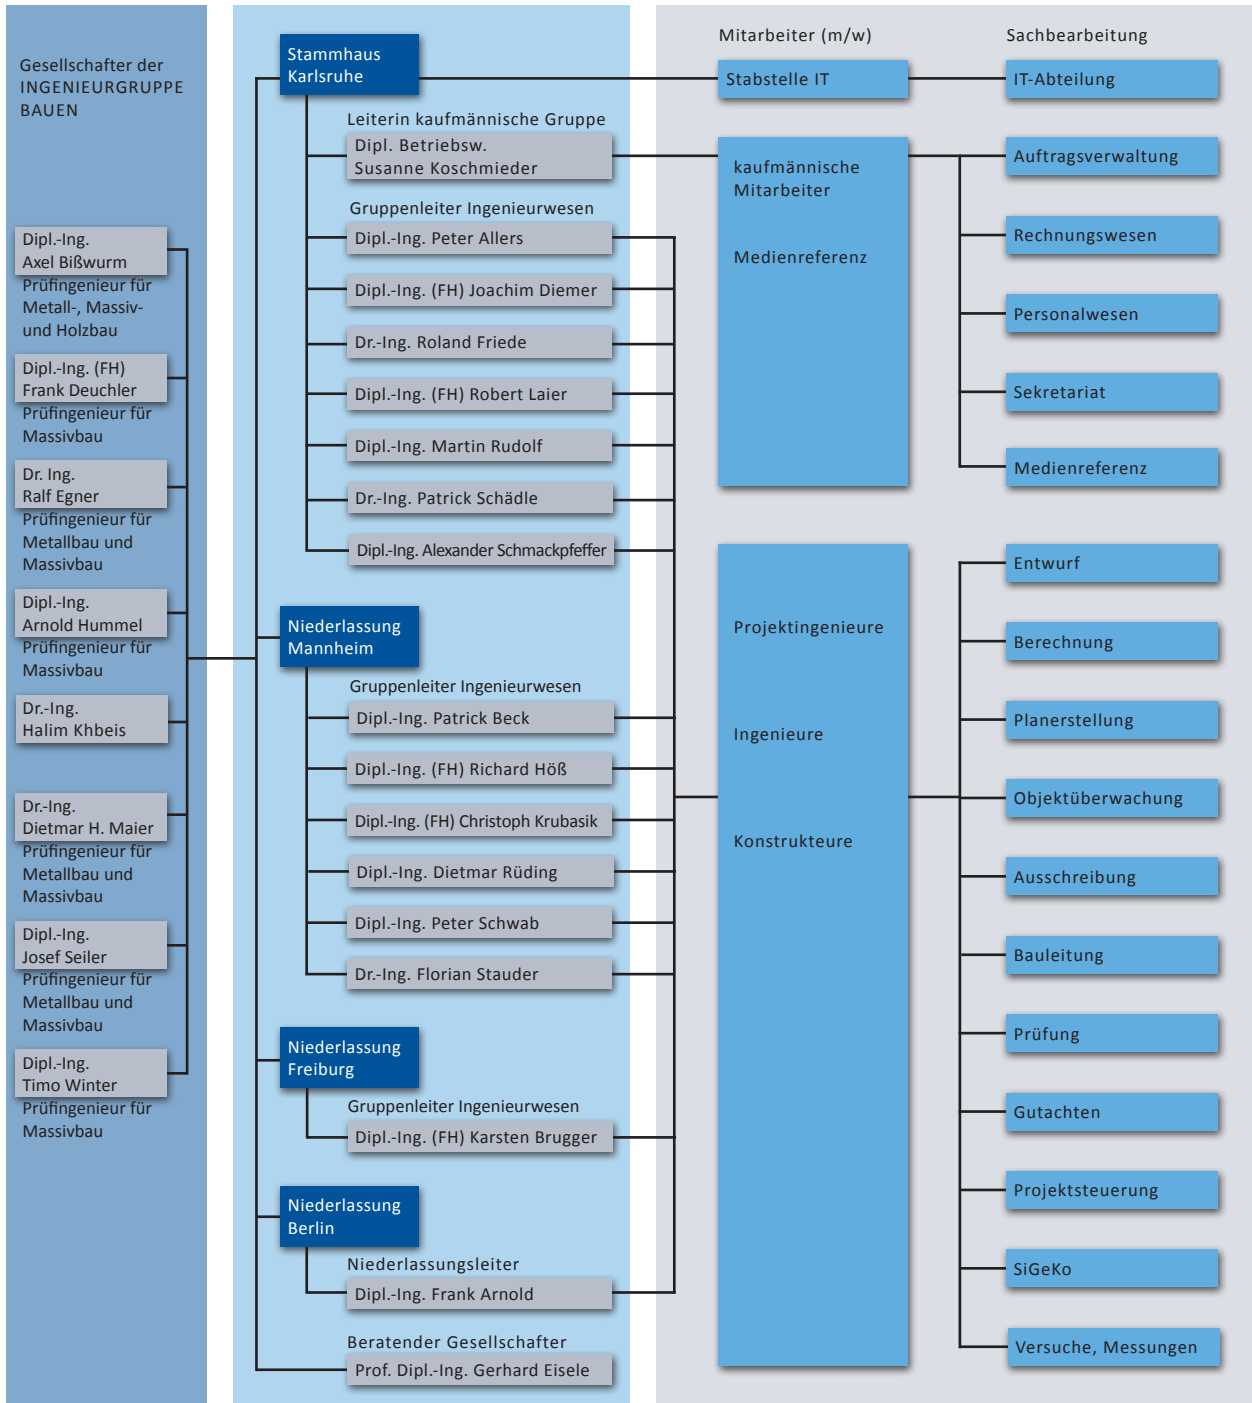 Gesellschafter der
INGENIEURGRUPPE
BAUEN
Dipl.-Ing.
Axel Bißwurm
Prüfingenieur für
Metall-, Massiv-
und Holzbau
Dipl.-Ing. (FH)
Frank Deuchler
Prüfingenieur für
Massivbau
Dr. Ing.
Ralf Egner
Prüfingenieur für
Metallbau und
Massivbau
Dipl.-Ing.
Arnold Hummel
Prüfingenieur für
Massivbau
Dr.-Ing.
Halim Khbeis
Dr.-Ing.
Dietmar H. Maier
Prüfingenieur für
Metallbau und
Massivbau
Dipl.-Ing.
Josef Seiler
Prüfingenieur für
Metallbau und
Massivbau
Dipl.-Ing.
Timo Winter
Prüfingenieur für
Massivbau
Stammhaus
Karlsruhe
Leiterin kaufmännische Gruppe
Dipl. Betriebsw.
Susanne Koschmieder
Gruppenleiter Ingenieurwesen
Dipl.-Ing. Peter Allers
Dipl.-Ing. (FH) Joachim Diemer
Dr.-Ing. Roland Friede
Dipl.-Ing. (FH) Robert Laier
Dipl.-Ing. Martin Rudolf
Dr.-Ing. Patrick Schädle
Dipl.-Ing. Alexander Schmackpfeffer
Niederlassung
Mannheim
Gruppenleiter Ingenieurwesen
Dipl.-Ing. Patrick Beck
Dipl.-Ing. (FH) Richard Höß
Dipl.-Ing. (FH) Christoph Krubasik
Dipl.-Ing. Dietmar Rüding
Dipl.-Ing. Peter Schwab
Dr.-Ing. Florian Stauder
Niederlassung
Freiburg
Gruppenleiter Ingenieurwesen
Dipl.-Ing. (FH) Karsten Brugger
Niederlassung
Berlin
Niederlassungsleiter
Dipl.-Ing. Frank Arnold
Beratender Gesellschafter
Prof. Dipl.-Ing. Gerhard Eisele
Mitarbeiter (m/w)
Stabstelle IT
kaufmännische
Mitarbeiter
Medienreferenz
Projektingenieure
Ingenieure
Konstrukteure
Sachbearbeitung
IT-Abteilung
Auftragsverwaltung
Rechnungswesen
Personalwesen
Sekretariat
Medienreferenz
Entwurf
Berechnung
Planerstellung
Objektüberwachung
Ausschreibung
Bauleitung
Prüfung
Gutachten
Projektsteuerung
SiGeKo
Versuche, Messungen